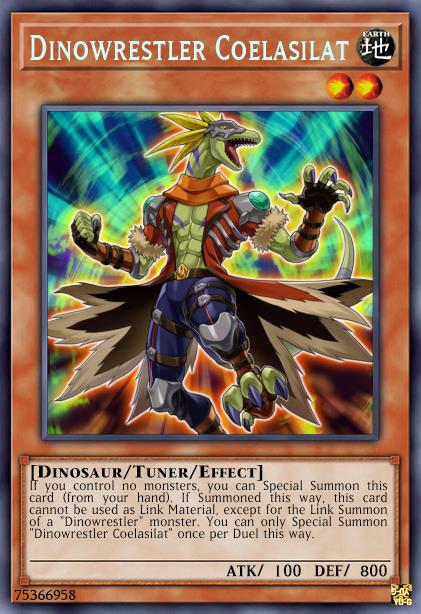 DINOWRESTLER COELASILAT
EARTH
地
[DINOSAUR/TUNER/EFFECT]
If you control no monsters, you can Special Summon this
card (from your hand). If Summoned this way, this card
cannot be used as Link Material, except for the Link Summon
of a "Dinowrestler" monster. You can only Special Summon
"Dinowrestler Coelasilat" once per Duel this way.
ATK/ 100 DEF/ 800
75366958